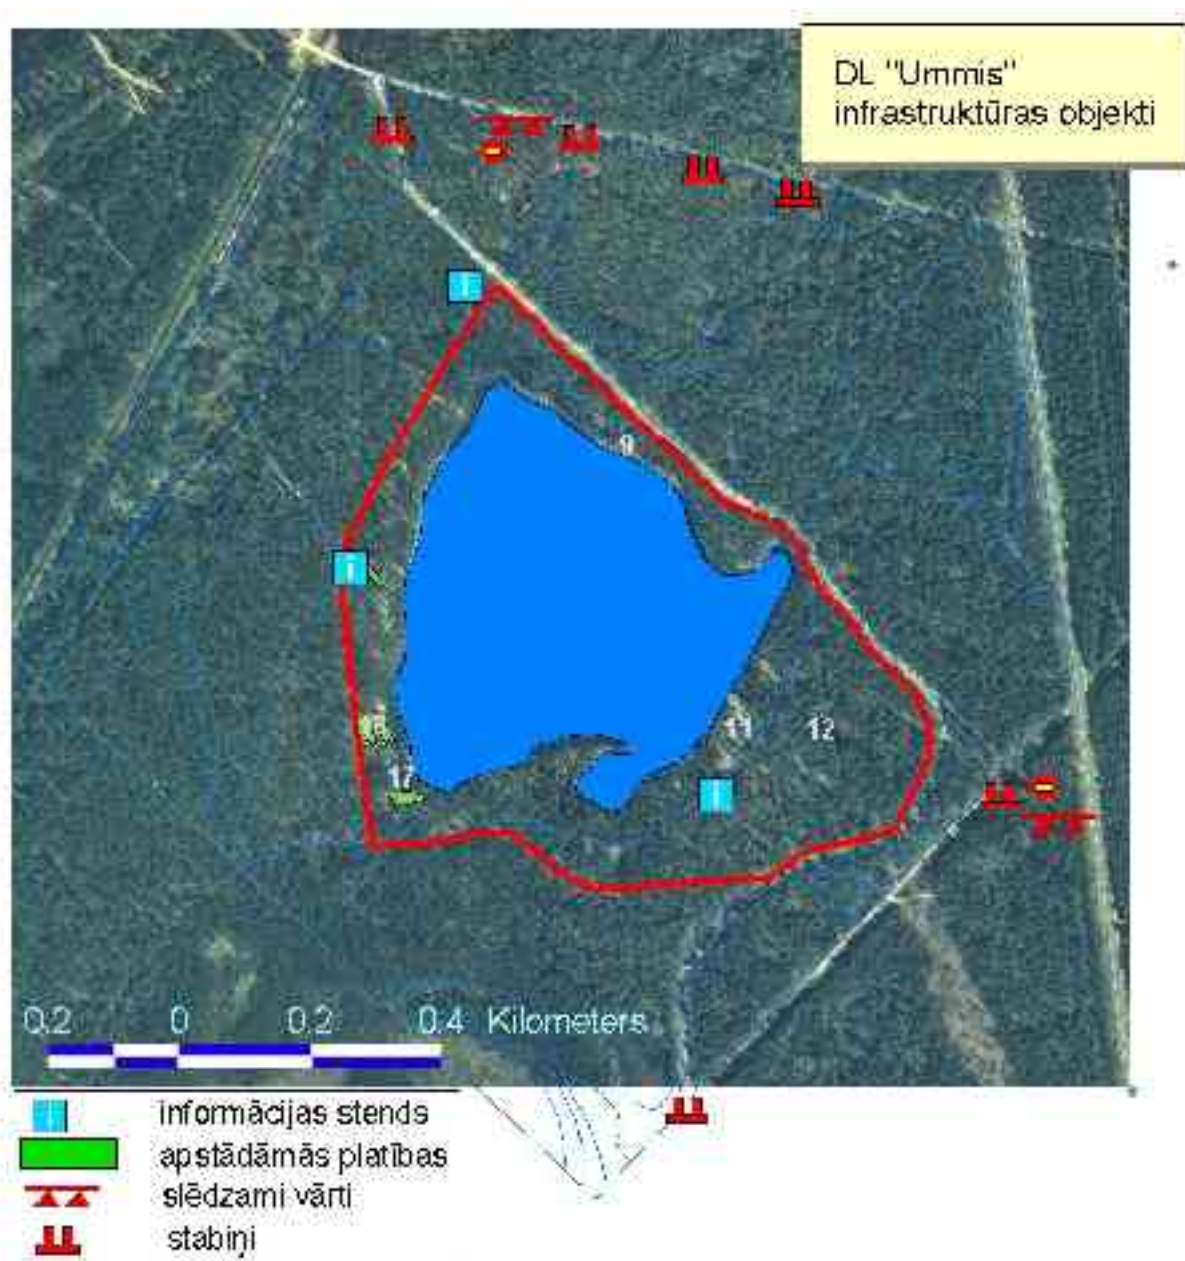 DL "Ummis"
infrastruktūras objekti
9
11
12
17
0.2 0 0.2 0.4 Kilometers
informācijas stends
apstādāmās platības
slēdzami vārti
stabiņi